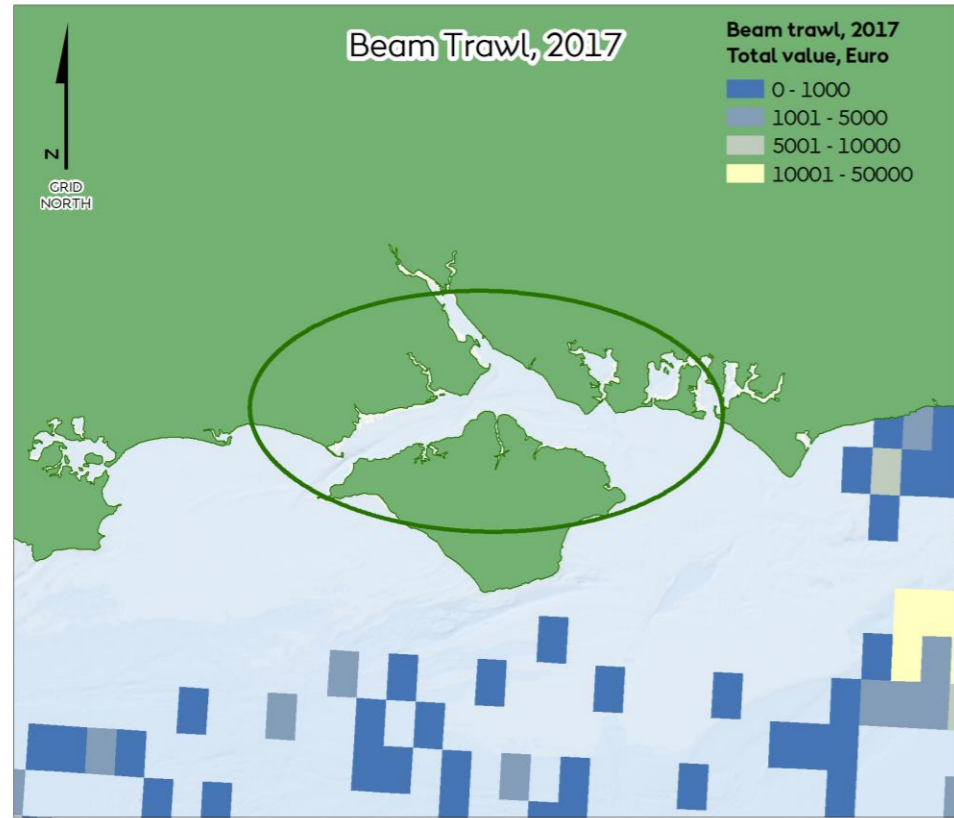 Beam Trawl, 2017
Beam trawl, 2017
Total value, Euro
0 - 1000
1001 - 5000
5001 - 10000
10001 - 50000
N
GRID
NORTH